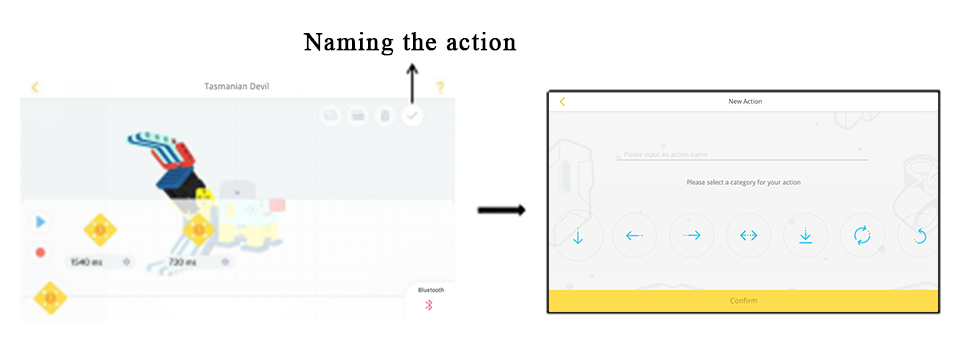 Naming the action
Tasmanian Devil
?
1540 ms
720 ms
Bluetooth
New Action
Please input an action name
Please select a category for your action
Confirm